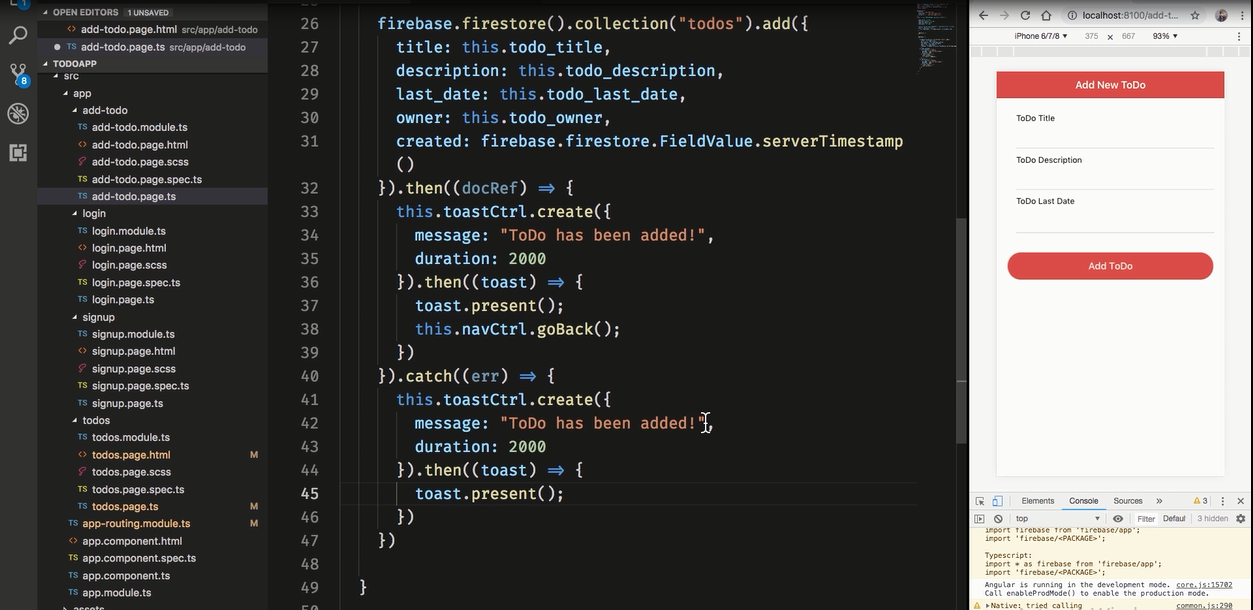 OPEN EDITORS 1 UNSAVED
<> add-todo.page.html src/app/add-todo
TS add-todo.page.ts src/app/add-todo
TODOAPP
src
app
add-todo
TS add-todo.module.ts
<> add-todo.page.html
add-todo.page.scss
TS add-todo.page.spec.ts
TS add-todo.page.ts
login
TS login.module.ts
<> login.page.html
login.page.scss
TS login.page.spec.ts
TS login.page.ts
signup
TS signup.module.ts
<> signup.page.html
signup.page.scss
TS signup.page.spec.ts
TS signup.page.ts
todos
TS todos.module.ts
<> todos.page.html M
todos.page.scss
TS todos.page.spec.ts
TS todos.page.ts M
TS app-routing.module.ts M
<> app.component.html
TS app.component.spec.ts
TS app.component.ts
TS app.module.ts
assets
8
26 firebase.firestore().collection("todos").add({
27 title: this.todo_title,
28 description: this.todo_description,
29 last_date: this.todo_last_date,
30 owner: this.todo_owner,
31 created: firebase.firestore.FieldValue.serverTimestamp
()
32 }).then((docRef) => {
33 this.toastCtrl.create({
34 message: "ToDo has been added!",
35 duration: 2000
36 }).then((toast) => {
37 toast.present();
38 this.navCtrl.goBack();
39 })
40 }).catch((err) => {
41 this.toastCtrl.create({
42 message: "ToDo has been added!",
43 duration: 2000
44 }).then((toast) => {
45 toast.present();
46 })
47 })
48
49 }
localhost:8100/add-t...
iPhone 6/7/8 375 x 667 93%
Add New ToDo
ToDo Title
ToDo Description
ToDo Last Date
Add ToDo
Elements Console Sources » 3
top Filter Defaul 3 hidden
import firebase from 'firebase/app';
import 'firebase/<PACKAGE>';
Typescript:
import * as firebase from 'firebase/app';
import 'firebase/<PACKAGE>';
Angular is running in the development mode. core.js:15702
Call enableProdMode() to enable the production mode.
Native: tried calling common.js:290